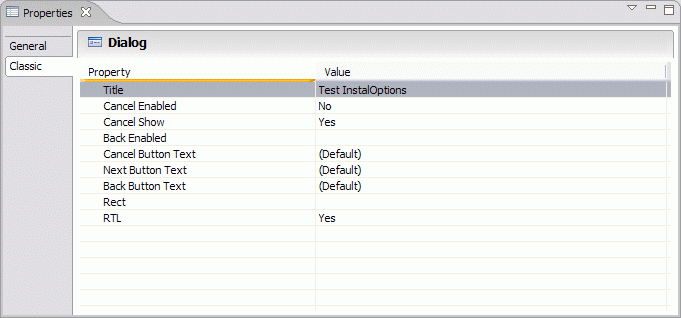 Properties
General
Classic
Dialog
Property Value
Title Test InstalOptions
Cancel Enabled No
Cancel Show Yes
Back Enabled
Cancel Button Text (Default)
Next Button Text (Default)
Back Button Text (Default)
Rect
RTL Yes